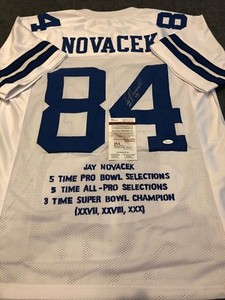 84
84
NOVACEK
84
JSA
JAY NOVACEK
5 TIME PRO BOWL SELECTIONS
5 TIME ALL-PRO SELECTIONS
3 TIME SUPER BOWL CHAMPION
(XXVII, XXVIII, XXX)